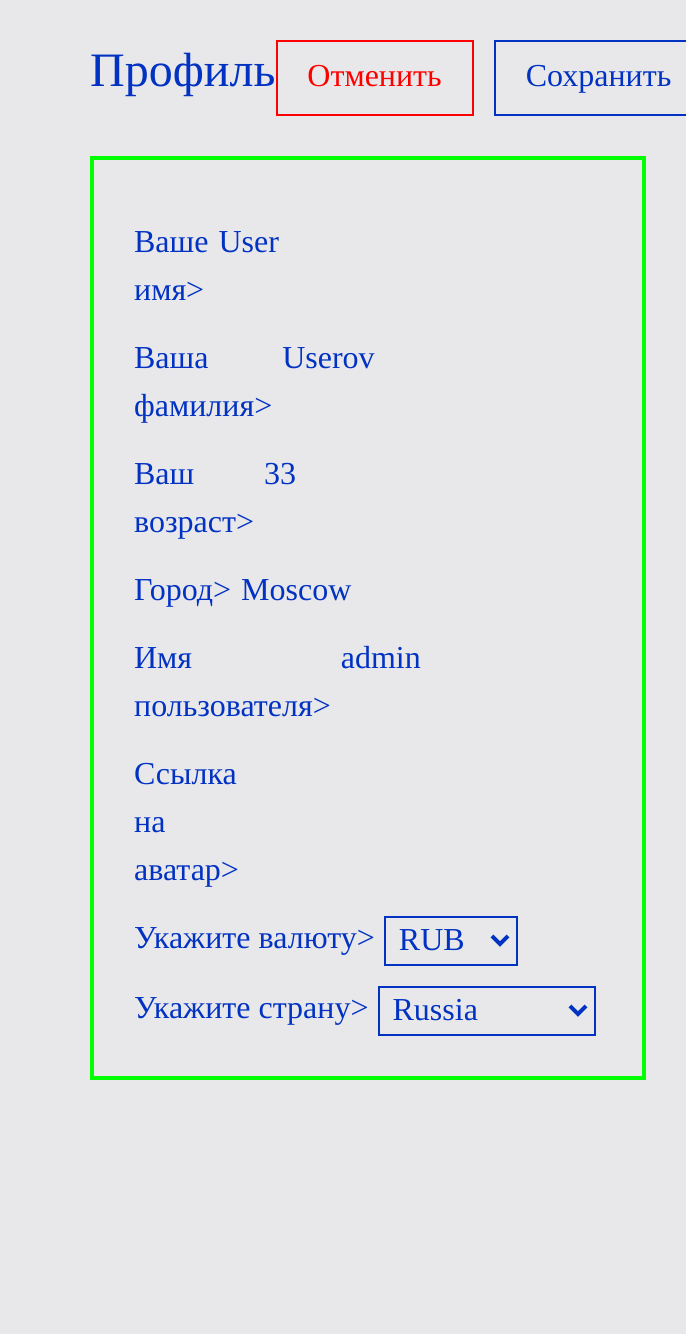 Профиль Отменить Сохранить
Ваше User
имя>
Ваша Userov
фамилия>
Ваш 33
возраст>
Город> Moscow
Имя admin
пользователя>
Ссылка
на
аватар>
Укажите валюту> RUB
Укажите страну> Russia